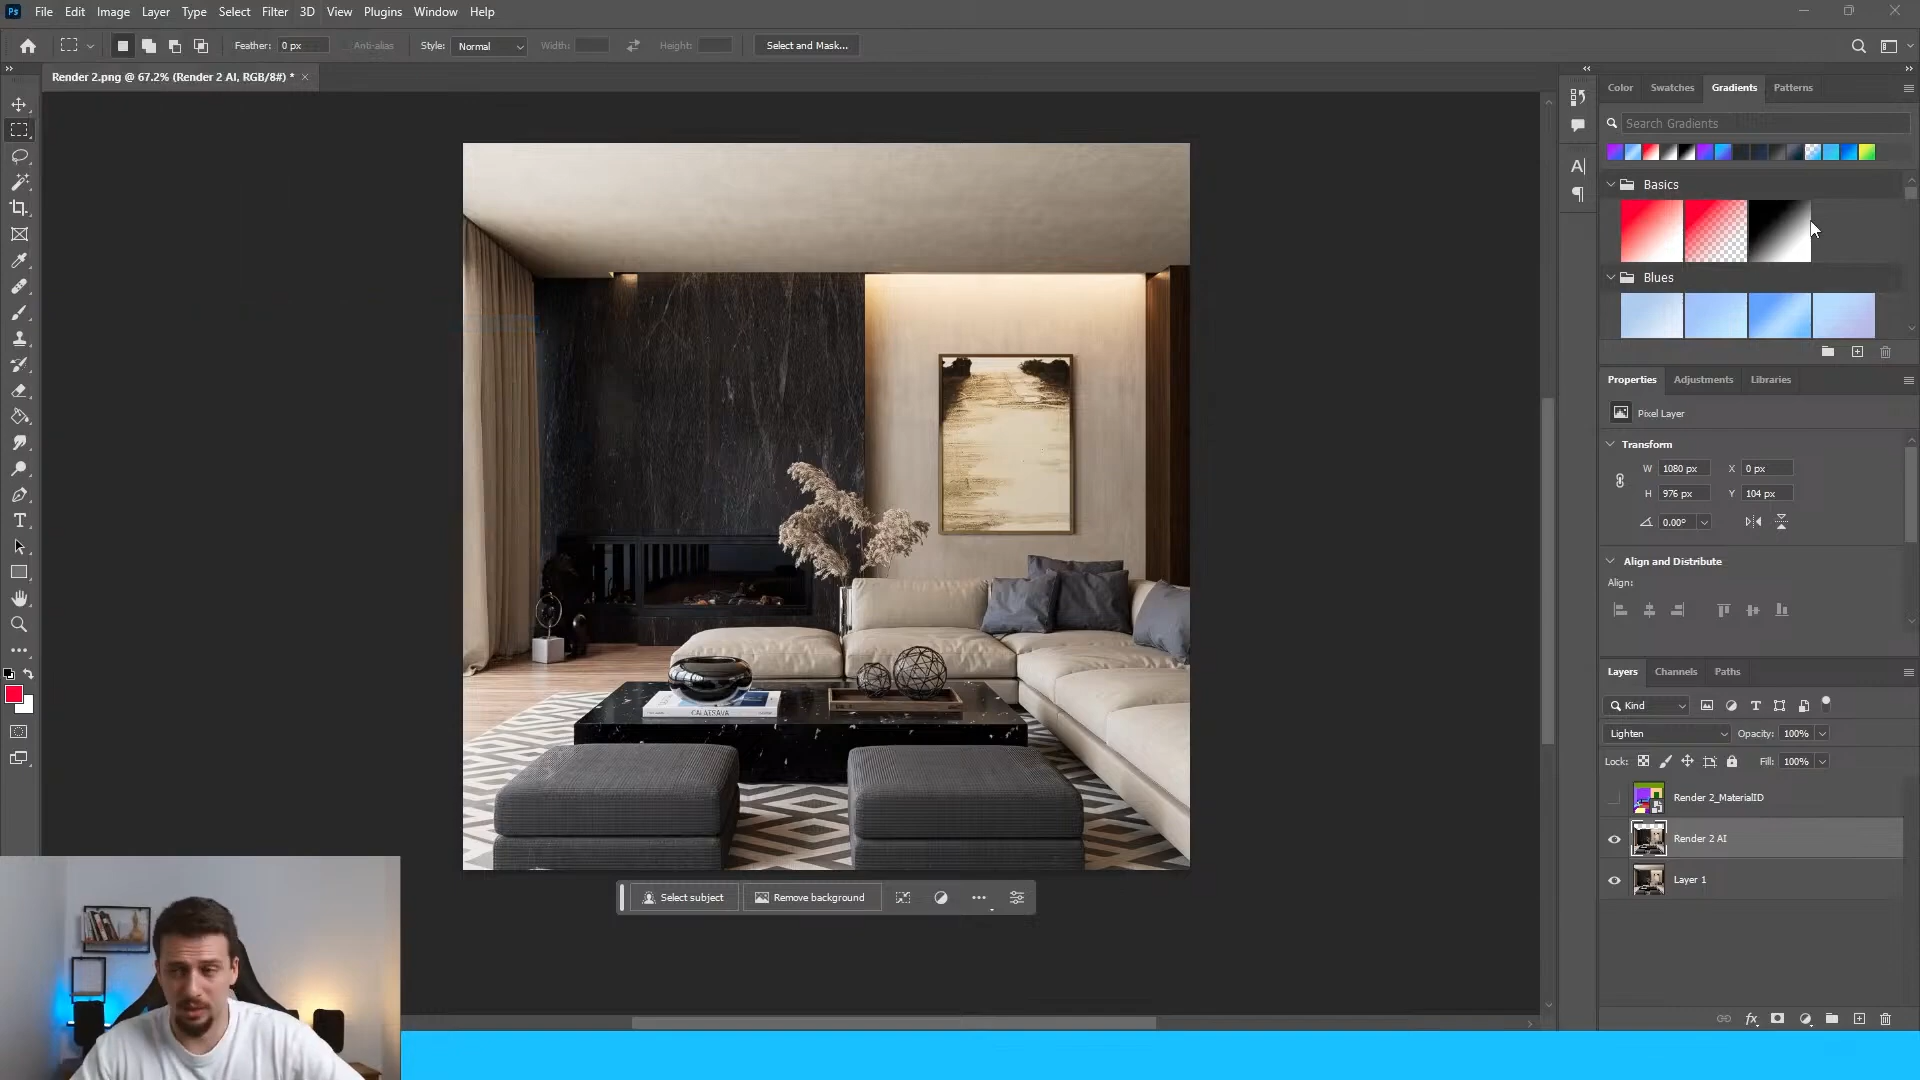 Ps File Edit Image Layer Type Select Filter 3D View Plugins Window Help
Feather: 0 px Anti-alias Style: Normal Width: Height: Select and Mask...
Render 2.png @ 67.2% (Render 2 AI, RGB/8#) *
Color Swatches Gradients Patterns
Search Gradients
Basics
Blues
Properties Adjustments Libraries
Pixel Layer
Transform
W 1080 px X 0 px
H 976 px Y 104 px
0.00°
Align and Distribute
Align:
Layers Channels Paths
Kind
Lighten Opacity: 100%
Lock: Fill: 100%
Render 2_MaterialID
Render 2 AI
Layer 1
Select subject Remove background